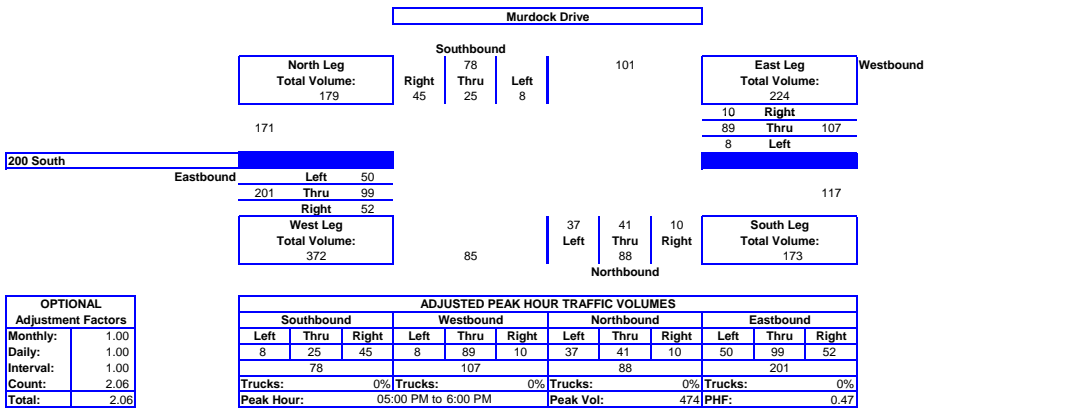 Murdock Drive
Southbound
North Leg 78 101 East Leg Westbound
Total Volume: Right Thru Left Total Volume:
179 45 25 8 224
10 Right
171 89 Thru 107
8 Left
200 South
Eastbound Left 50
201 Thru 99 117
Right 52
West Leg 37 41 10 South Leg
Total Volume: Left Thru Right Total Volume:
372 85 88 173
Northbound
OPTIONAL ADJUSTED PEAK HOUR TRAFFIC VOLUMES
Adjustment Factors Southbound Westbound Northbound Eastbound
Monthly: 1.00 Left Thru Right Left Thru Right Left Thru Right Left Thru Right
Daily: 1.00 8 25 45 8 89 10 37 41 10 50 99 52
Interval: 1.00 78 107 88 201
Count: 2.06 Trucks: 0% Trucks: 0% Trucks: 0% Trucks: 0%
Total: 2.06 Peak Hour: 05:00 PM to 6:00 PM Peak Vol: 474 PHF: 0.47